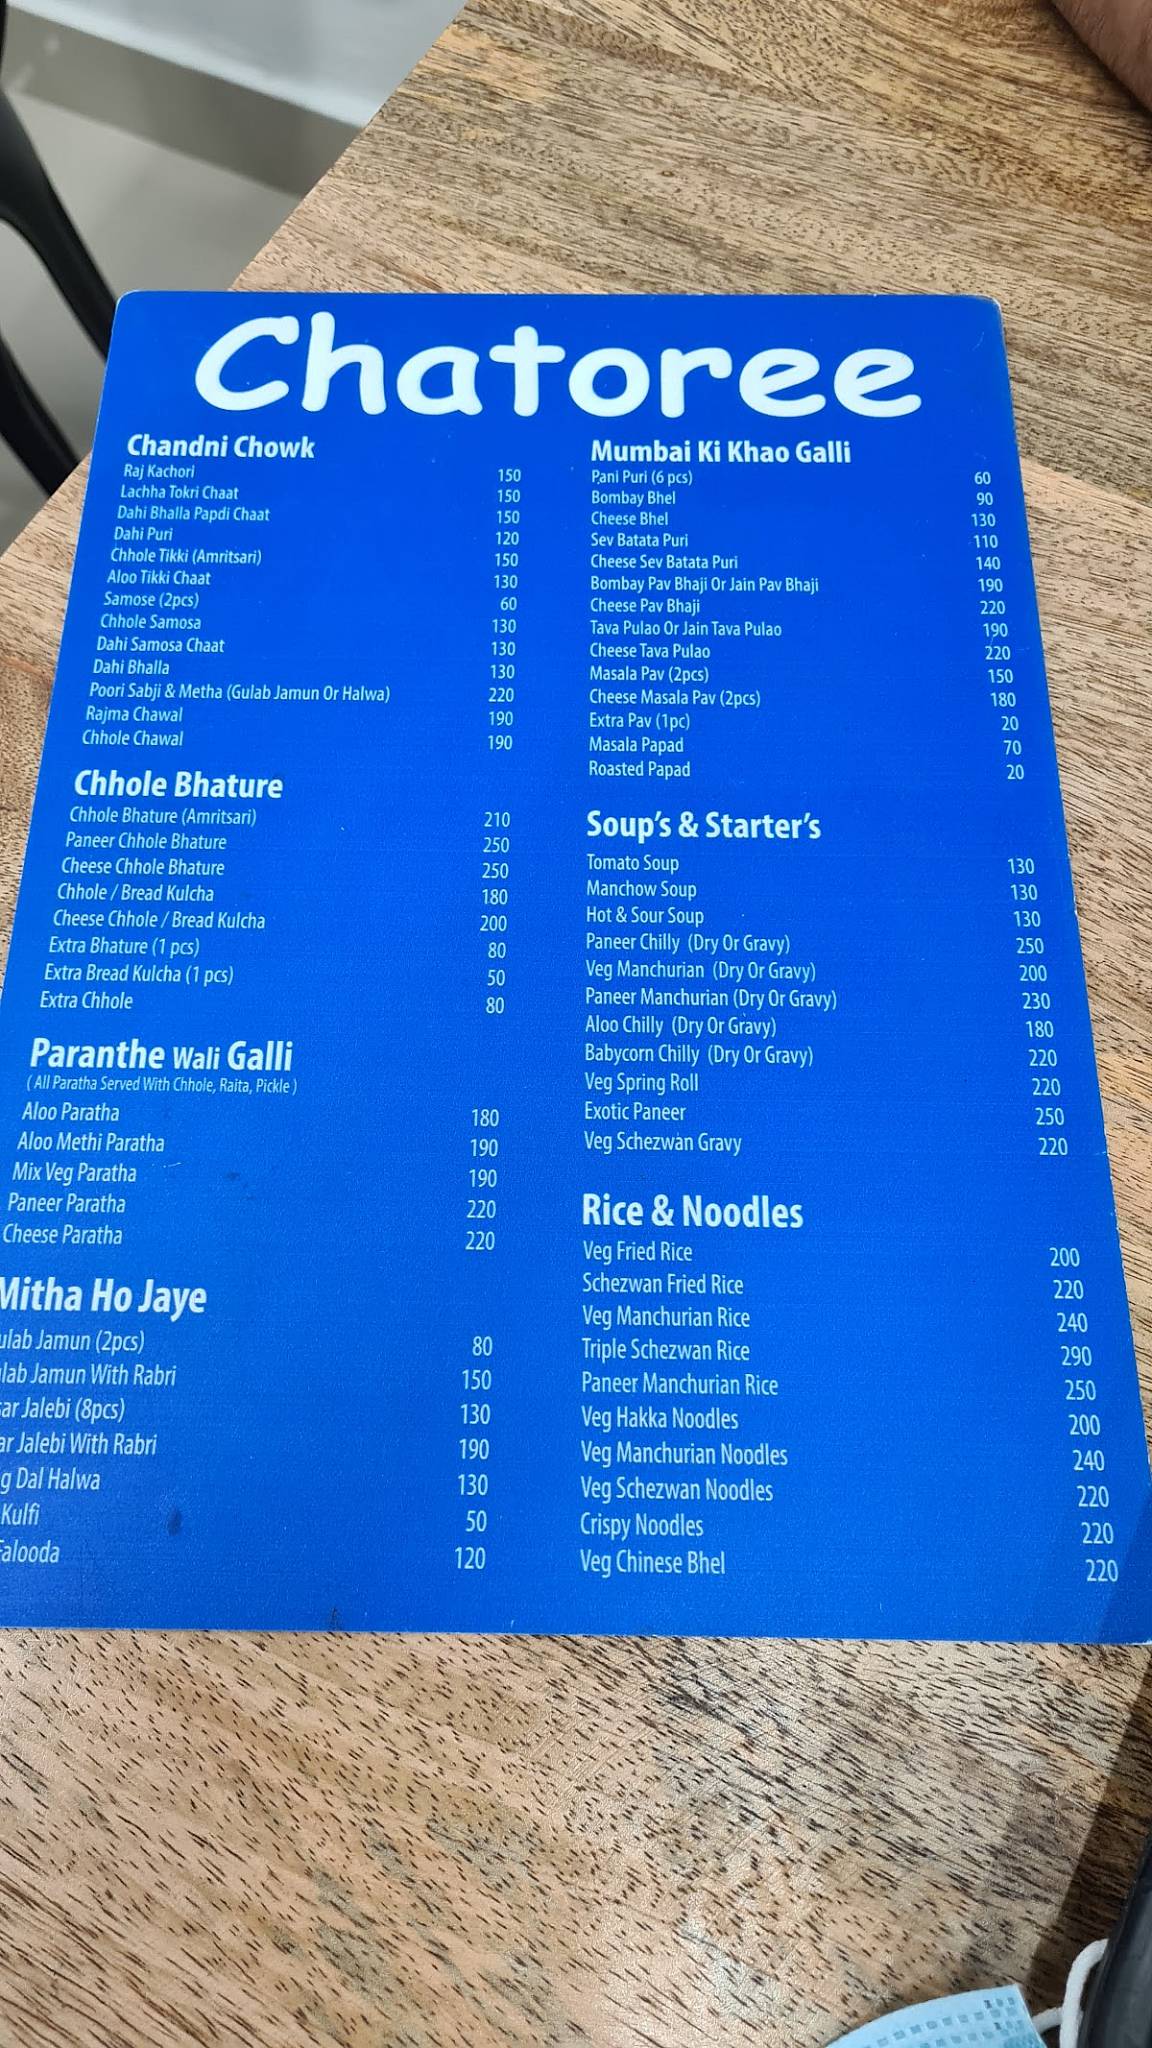 Chatoree
Chandni Chowk
Raj Kachori 150
Lachha Tokri Chaat 150
Dahi Bhalla Papdi Chaat 150
Dahi Puri 120
Chhole Tikki (Amritsari) 150
Aloo Tikki Chaat 130
Samose (2pcs) 60
Chhole Samosa 130
Dahi Samosa Chaat 130
Dahi Bhalla 130
Poori Sabji & Metha (Gulab Jamun Or Halwa) 220
Rajma Chawal 190
Chhole Chawal 190
Chhole Bhature
Chhole Bhature (Amritsari) 210
Paneer Chhole Bhature 250
Cheese Chhole Bhature 250
Chhole / Bread Kulcha 180
Cheese Chhole / Bread Kulcha 200
Extra Bhature (1 pcs) 80
Extra Bread Kulcha (1 pcs) 50
Extra Chhole 80
Paranthe Wali Galli
( All Paratha Served With Chhole, Raita, Pickle )
Aloo Paratha 180
Aloo Methi Paratha 190
Mix Veg Paratha 190
Paneer Paratha 220
Cheese Paratha 220
Mitha Ho Jaye
ulab Jamun (2pcs) 80
lab Jamun With Rabri 150
sar Jalebi (8pcs) 130
ar Jalebi With Rabri 190
g Dal Halwa 130
Kulfi 50
Falooda 120
Mumbai Ki Khao Galli
Pani Puri (6 pcs) 60
Bombay Bhel 90
Cheese Bhel 130
Sev Batata Puri 110
Cheese Sev Batata Puri 140
Bombay Pav Bhaji Or Jain Pav Bhaji 190
Cheese Pav Bhaji 220
Tava Pulao Or Jain Tava Pulao 190
Cheese Tava Pulao 220
Masala Pav (2pcs) 150
Cheese Masala Pav (2pcs) 180
Extra Pav (1pc) 20
Masala Papad 70
Roasted Papad 20
Soup's & Starter's
Tomato Soup 130
Manchow Soup 130
Hot & Sour Soup 130
Paneer Chilly (Dry Or Gravy) 250
Veg Manchurian (Dry Or Gravy) 200
Paneer Manchurian (Dry Or Gravy) 230
Aloo Chilly (Dry Or Gravy) 180
Babycorn Chilly (Dry Or Gravy) 220
Veg Spring Roll 220
Exotic Paneer 250
Veg Schezwan Gravy 220
Rice & Noodles
Veg Fried Rice 200
Schezwan Fried Rice 220
Veg Manchurian Rice 240
Triple Schezwan Rice 290
Paneer Manchurian Rice 250
Veg Hakka Noodles 200
Veg Manchurian Noodles 240
Veg Schezwan Noodles 220
Crispy Noodles 220
Veg Chinese Bhel 220